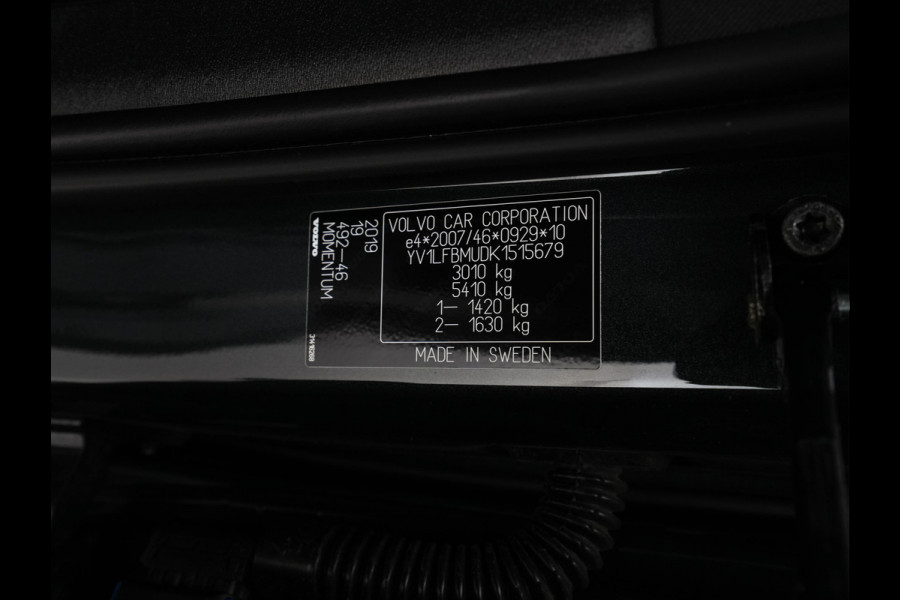 VOLVO
2019
19
492-46
MOMENTUM
VOLVO CAR CORPORATION
e4*2007/46*0929*10
YV1LFBMUDK1515679
3010 kg
5410 kg
1- 1420 kg
2- 1630 kg
MADE IN SWEDEN